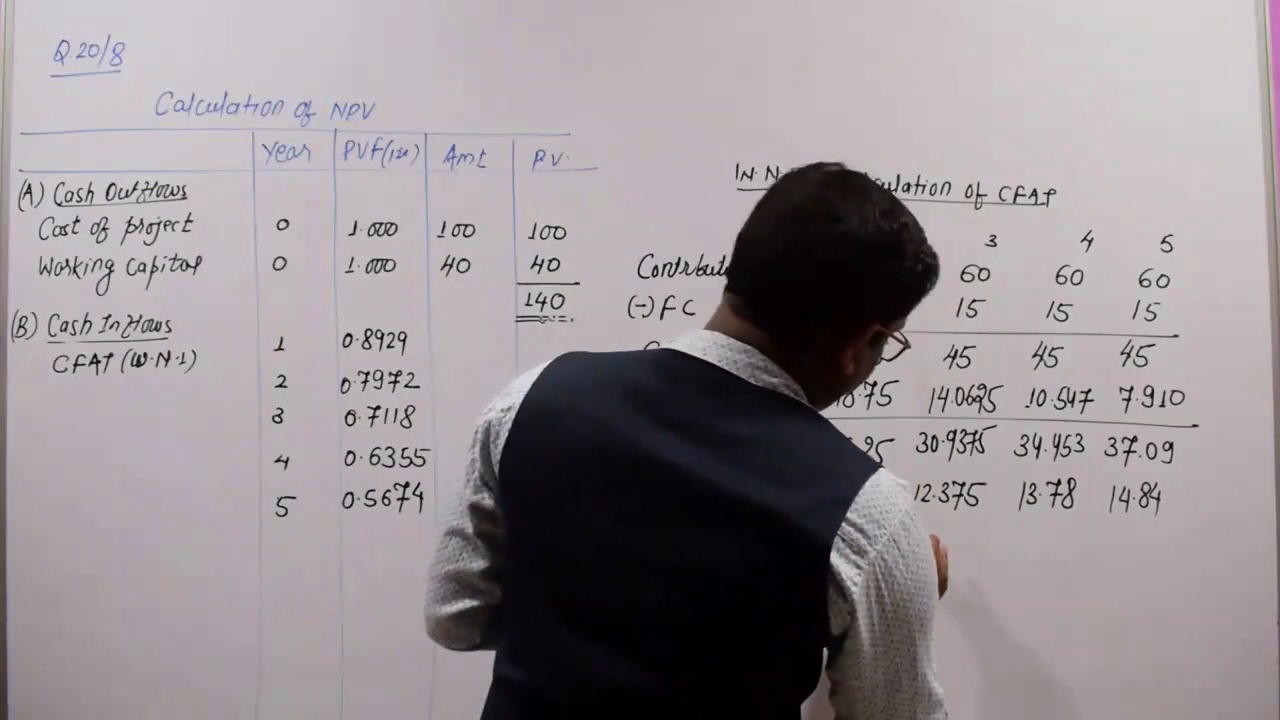 Q.20/8
Calculation of NPV
Year PVF(12%) Amt P.V.
(A) Cash Outflows
Cost of project 0 1.000 100 100
Working Capital 0 1.000 40 40
140
(B) Cash Inflows
CFAT (W.N.1) 1 0.8929
2 0.7972
3 0.7118
4 0.6355
5 0.5674
W.N. of CFAT
3 4 5
60 60 60
(-) FC 15 15 15
45 45 45
14.0625 10.547 7.910
30.9375 34.453 37.09
12.375 13.78 14.84